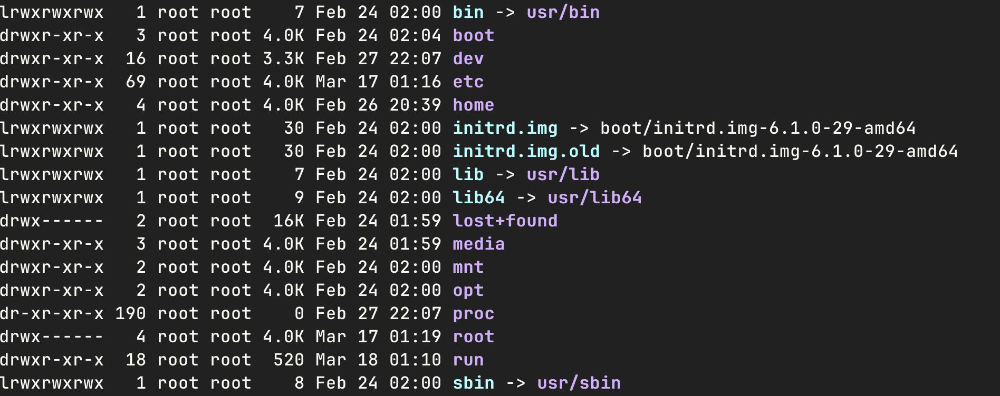 lrwxrwxrwx   1 root root    7 Feb 24 02:00 bin -> usr/bin
drwxr-xr-x   3 root root 4.0K Feb 24 02:04 boot
drwxr-xr-x  16 root root 3.3K Feb 27 22:07 dev
drwxr-xr-x  69 root root 4.0K Mar 17 01:16 etc
drwxr-xr-x   4 root root 4.0K Feb 26 20:39 home
lrwxrwxrwx   1 root root   30 Feb 24 02:00 initrd.img -> boot/initrd.img-6.1.0-29-amd64
lrwxrwxrwx   1 root root   30 Feb 24 02:00 initrd.img.old -> boot/initrd.img-6.1.0-29-amd64
lrwxrwxrwx   1 root root    7 Feb 24 02:00 lib -> usr/lib
lrwxrwxrwx   1 root root    9 Feb 24 02:00 lib64 -> usr/lib64
drwx------   2 root root  16K Feb 24 01:59 lost+found
drwxr-xr-x   3 root root 4.0K Feb 24 01:59 media
drwxr-xr-x   2 root root 4.0K Feb 24 02:00 mnt
drwxr-xr-x   2 root root 4.0K Feb 24 02:00 opt
dr-xr-xr-x 190 root root    0 Feb 27 22:07 proc
drwx------   4 root root 4.0K Mar 17 01:19 root
drwxr-xr-x  18 root root  520 Mar 18 01:10 run
lrwxrwxrwx   1 root root    8 Feb 24 02:00 sbin -> usr/sbin